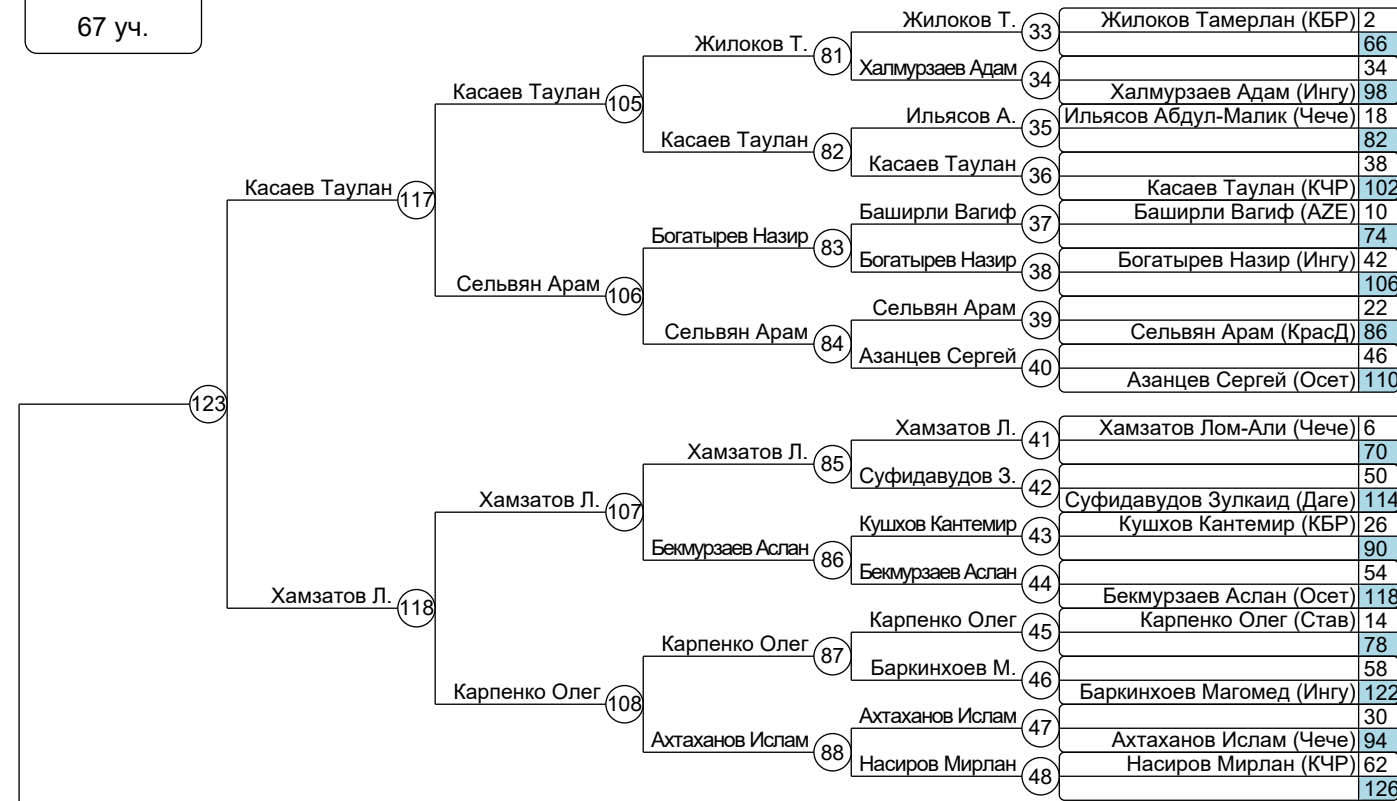 67 уч.
Жилоков Т. 33 Жилоков Тамерлан (КБР) 2
Жилоков Т. 81 66
Халмурзаев Адам 34 34
Касаев Таулан 105 Халмурзаев Адам (Ингу) 98
Ильясов А. 35 Ильясов Абдул-Малик (Чече) 18
Касаев Таулан 82 82
Касаев Таулан 36 38
Касаев Таулан 117 Касаев Таулан (КЧР) 102
Баширли Вагиф 37 Баширли Вагиф (AZE) 10
Богатырев Назир 83 74
Богатырев Назир 38 Богатырев Назир (Ингу) 42
Сельвян Арам 106 106
Сельвян Арам 39 22
Сельвян Арам 84 Сельвян Арам (КрасД) 86
Азанцев Сергей 40 46
Азанцев Сергей (Осет) 110
123
Хамзатов Л. 41 Хамзатов Лом-Али (Чече) 6
Хамзатов Л. 85 70
Суфидавудов З. 42 50
Хамзатов Л. 107 Суфидавудов Зулкаид (Даге) 114
Кушхов Кантемир 43 Кушхов Кантемир (КБР) 26
Бекмурзаев Аслан 86 90
Бекмурзаев Аслан 44 54
Хамзатов Л. 118 Бекмурзаев Аслан (Осет) 118
Карпенко Олег 45 Карпенко Олег (Став) 14
Карпенко Олег 87 78
Баркинхоев М. 46 58
Карпенко Олег 108 Баркинхоев Магомед (Ингу) 122
Ахтаханов Ислам 47 30
Ахтаханов Ислам 88 Ахтаханов Ислам (Чече) 94
Насиров Мирлан 48 Насиров Мирлан (КЧР) 62
126